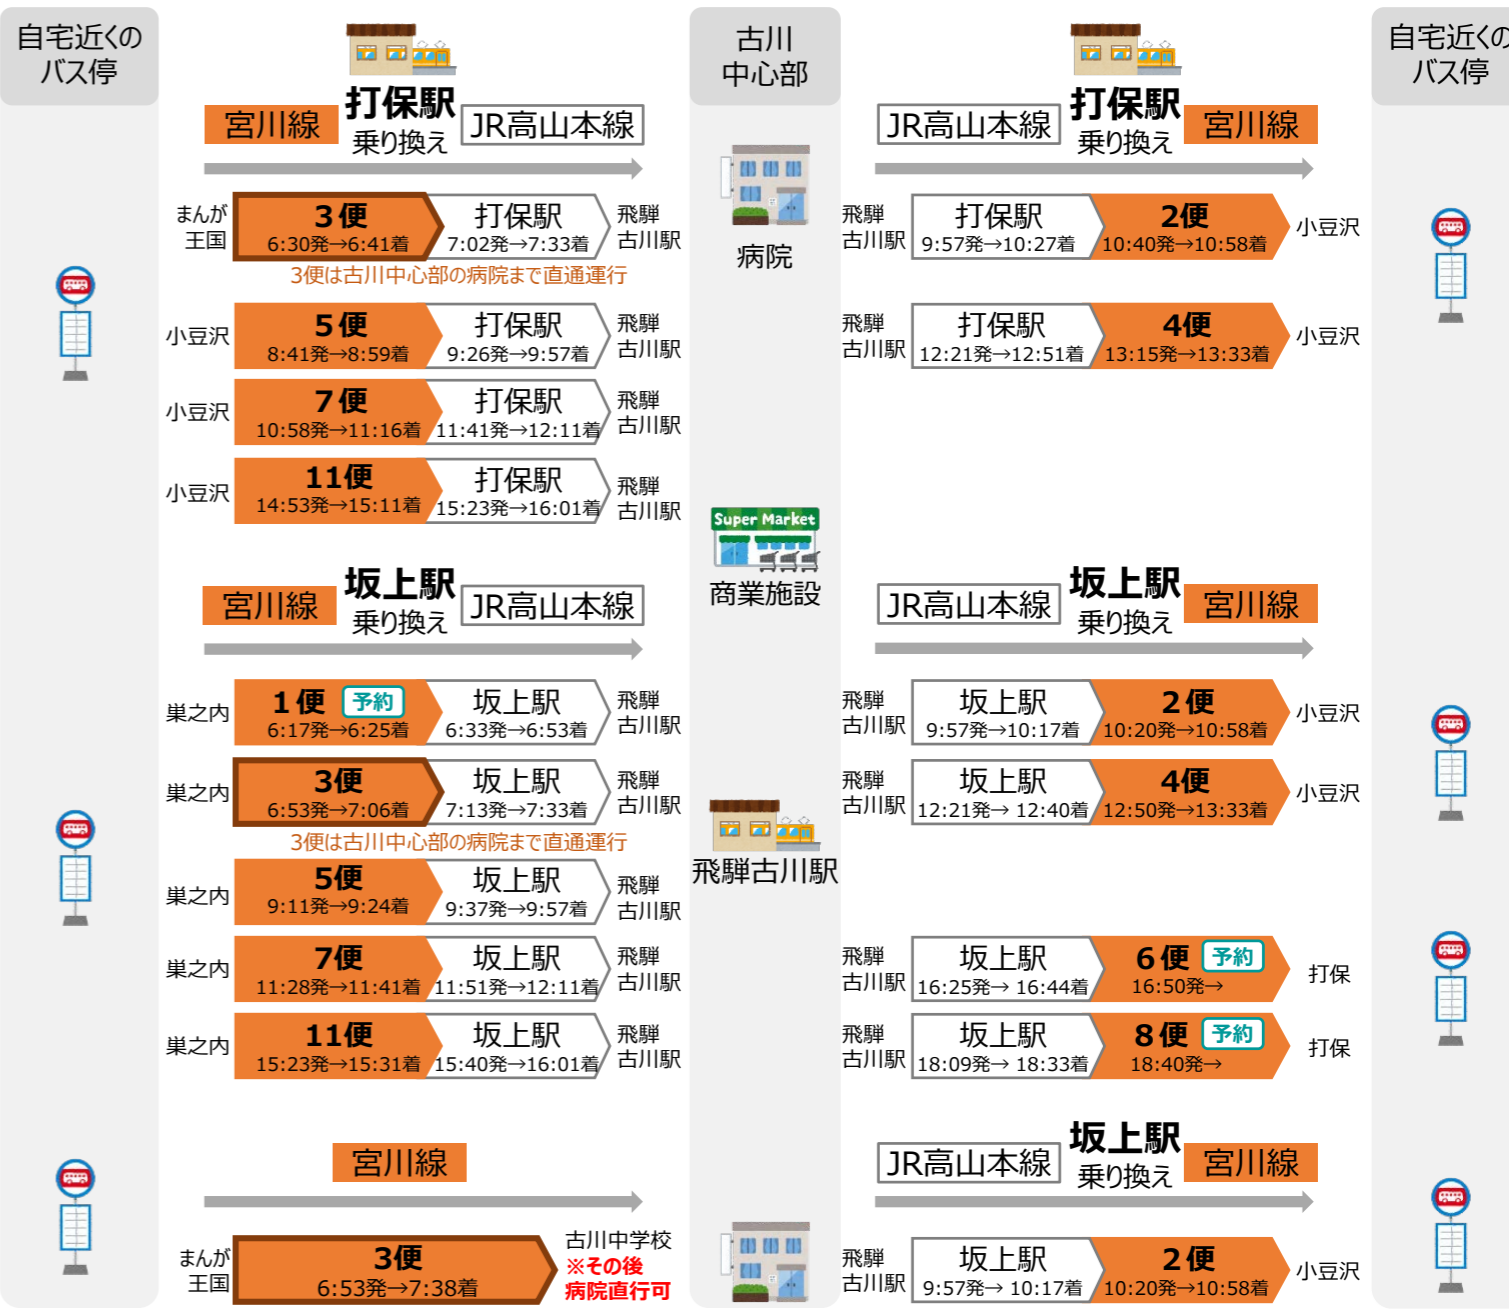 自宅近くの
バス停
宮川線
打保駅
乗り換え
JR高山本線
まんが
王国
3便
6:30発→6:41着
打保駅
7:02発→7:33着
飛騨
古川駅
3便は古川中心部の病院まで直通運行
小豆沢
5便
8:41発→8:59着
打保駅
9:26発→9:57着
飛騨
古川駅
小豆沢
7便
10:58発→11:16着
打保駅
11:41発→12:11着
飛騨
古川駅
小豆沢
11便
14:53発→15:11着
打保駅
15:23発→16:01着
飛騨
古川駅
宮川線
坂上駅
乗り換え
JR高山本線
巣之内
1便 予約
6:17発→6:25着
坂上駅
6:33発→6:53着
飛騨
古川駅
巣之内
3便
6:53発→7:06着
坂上駅
7:13発→7:33着
飛騨
古川駅
3便は古川中心部の病院まで直通運行
巣之内
5便
9:11発→9:24着
坂上駅
9:37発→9:57着
飛騨
古川駅
巣之内
7便
11:28発→11:41着
坂上駅
11:51発→12:11着
飛騨
古川駅
巣之内
11便
15:23発→15:31着
坂上駅
15:40発→16:01着
飛騨
古川駅
宮川線
まんが
王国
3便
6:53発→7:38着
古川中学校
※その後
病院直行可
古川
中心部
病院
Super Market
商業施設
飛騨古川駅
JR高山本線
打保駅
乗り換え
宮川線
飛騨
古川駅
打保駅
9:57発→10:27着
2便
10:40発→10:58着
小豆沢
飛騨
古川駅
打保駅
12:21発→12:51着
4便
13:15発→13:33着
小豆沢
JR高山本線
坂上駅
乗り換え
宮川線
飛騨
古川駅
坂上駅
9:57発→10:17着
2便
10:20発→10:58着
小豆沢
飛騨
古川駅
坂上駅
12:21発→ 12:40着
4便
12:50発→13:33着
小豆沢
飛騨
古川駅
坂上駅
16:25発→ 16:44着
6便 予約
16:50発→
打保
飛騨
古川駅
坂上駅
18:09発→ 18:33着
8便 予約
18:40発→
打保
JR高山本線
坂上駅
乗り換え
宮川線
飛騨
古川駅
坂上駅
9:57発→ 10:17着
2便
10:20発→10:58着
小豆沢
自宅近くの
バス停